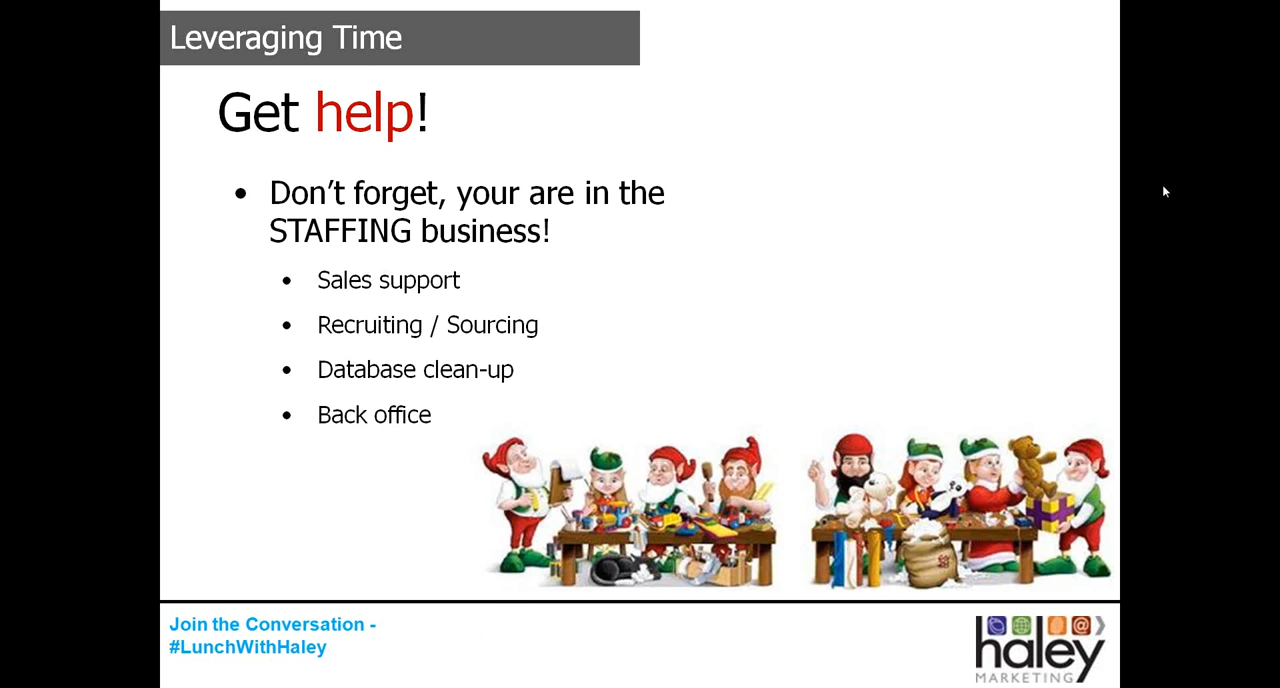 Leveraging Time
Get help!
• Don't forget, your are in the
STAFFING business!
• Sales support
• Recruiting / Sourcing
• Database clean-up
• Back office
Join the Conversation -
#LunchWithHaley
@
haley
MARKETING